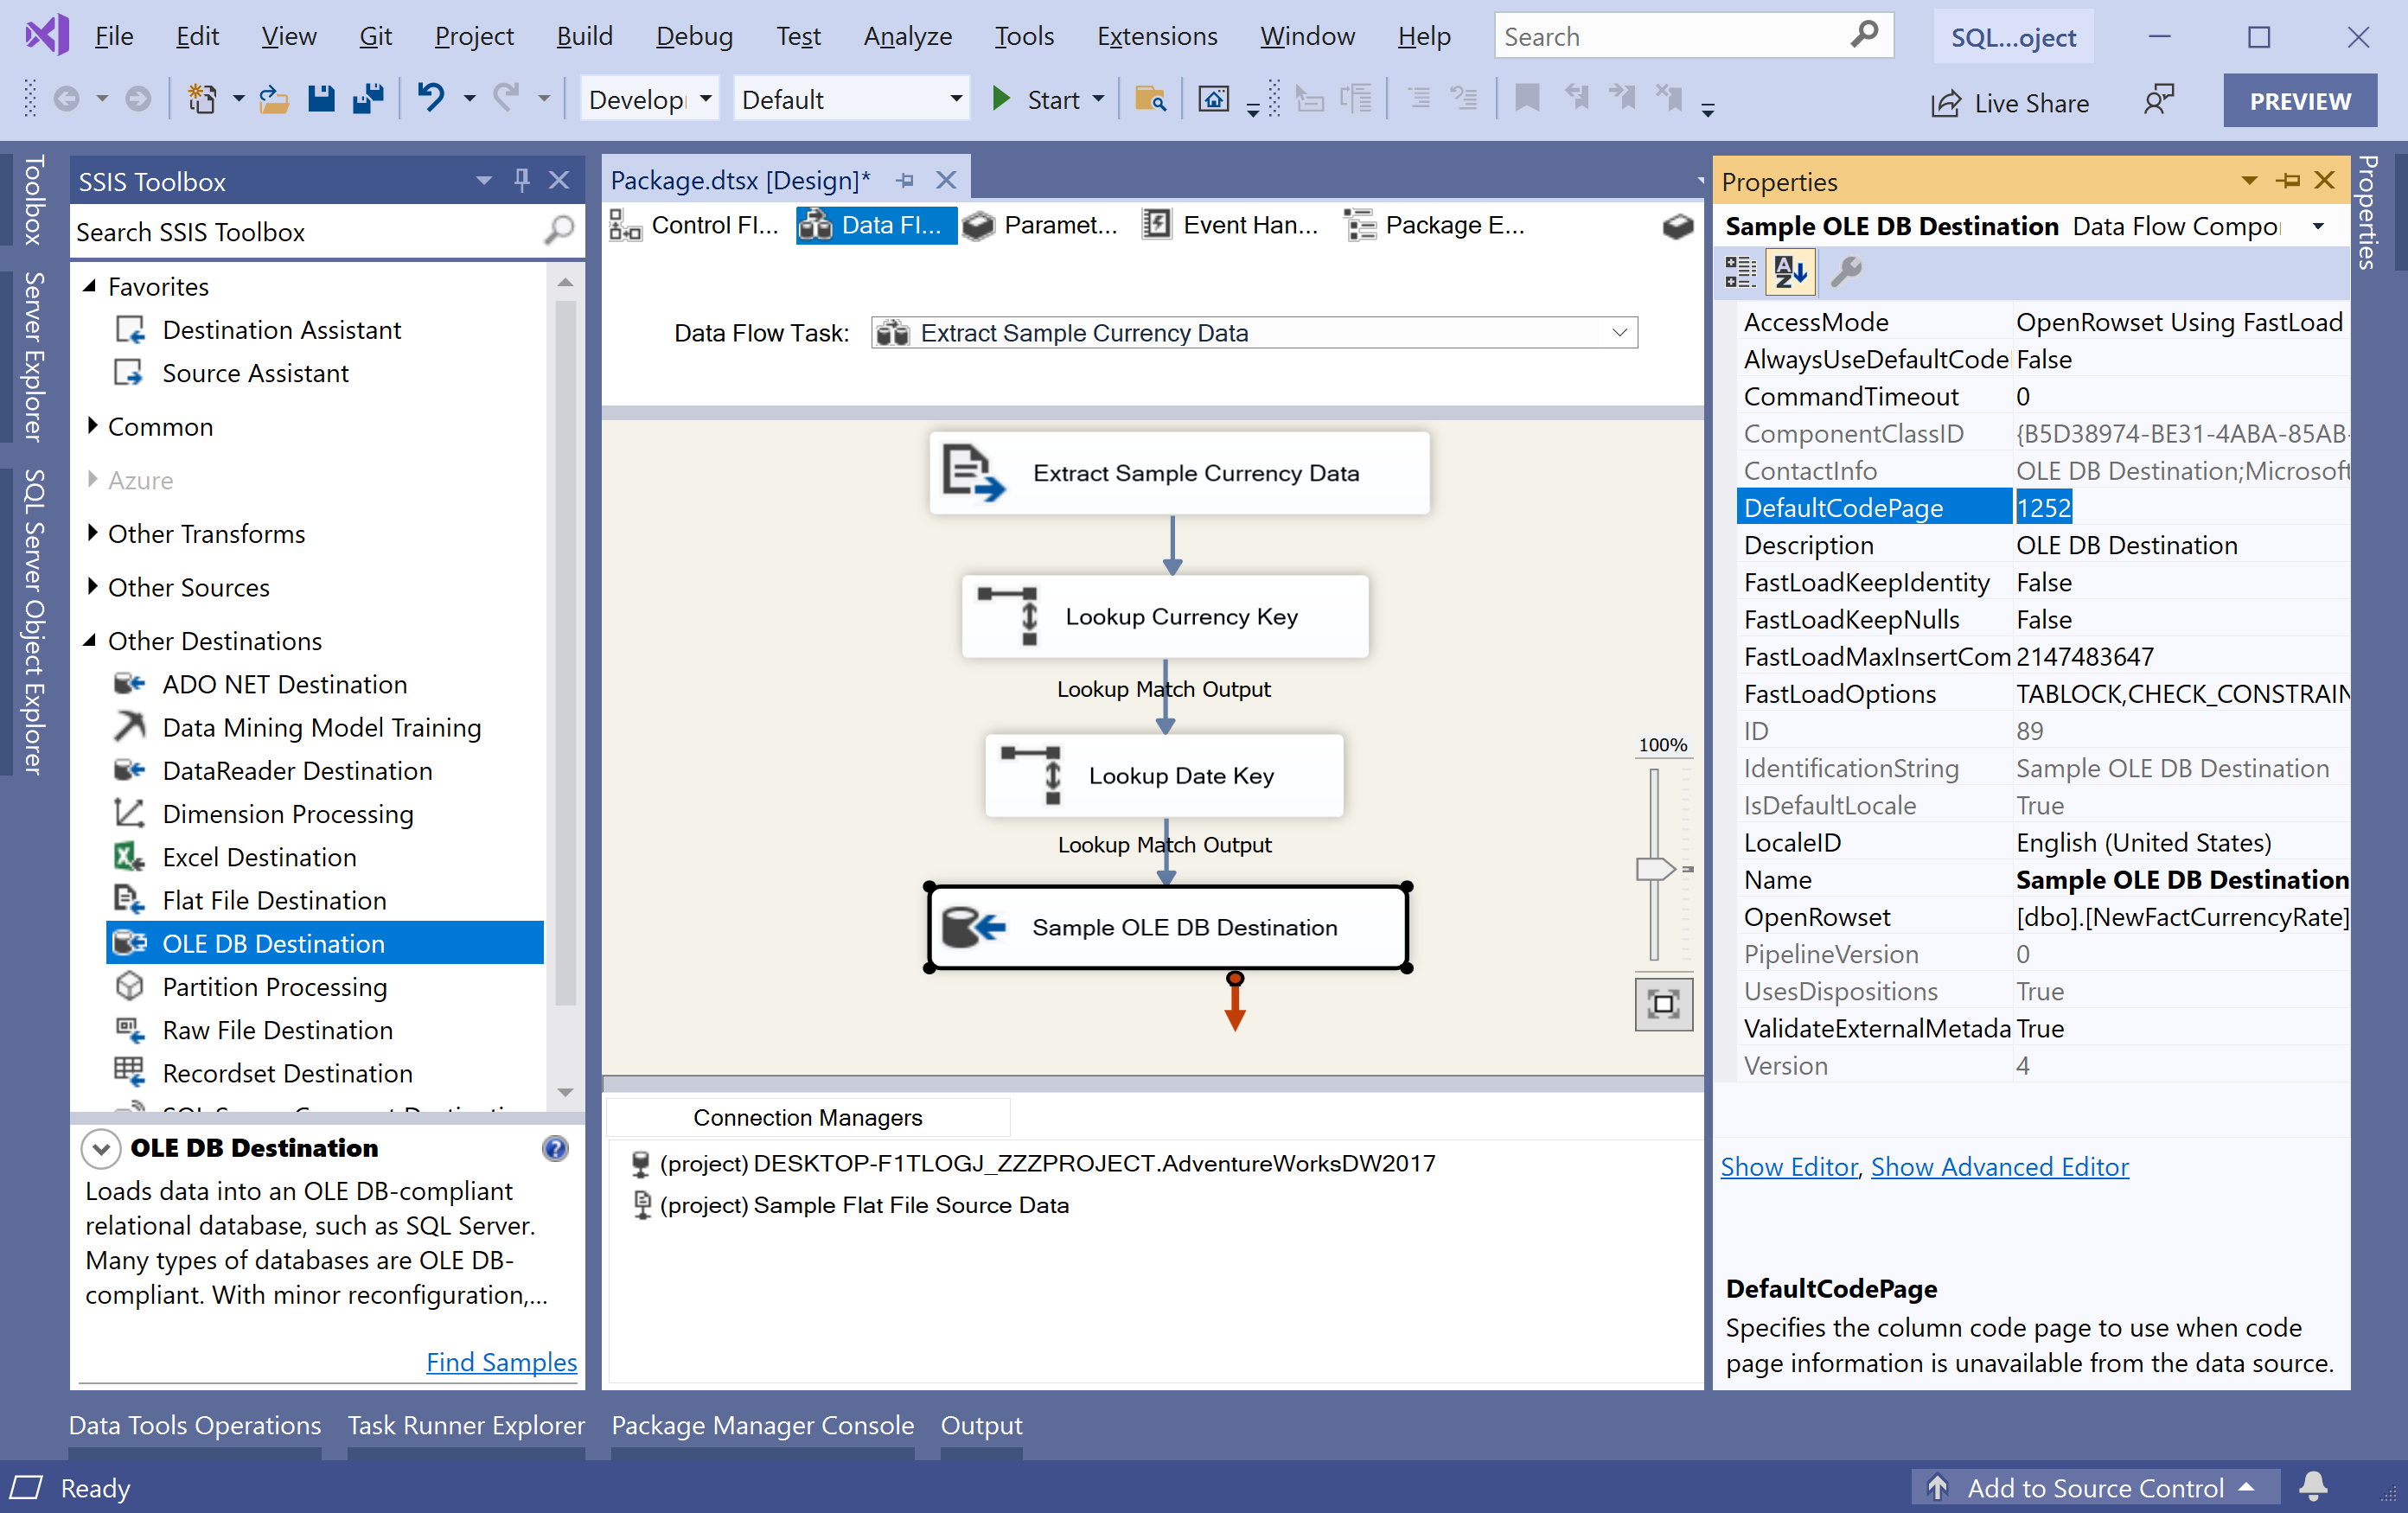 File Edit View Git Project Build Debug Test Analyze Tools Extensions Window Help Search SQL...oject
Develop Default Start Live Share PREVIEW
Toolbox
Server Explorer
SQL Server Object Explorer
SSIS Toolbox
Search SSIS Toolbox
Favorites
Destination Assistant
Source Assistant
Common
Azure
Other Transforms
Other Sources
Other Destinations
ADO NET Destination
Data Mining Model Training
DataReader Destination
Dimension Processing
Excel Destination
Flat File Destination
OLE DB Destination
Partition Processing
Raw File Destination
Recordset Destination
OLE DB Destination
Loads data into an OLE DB-compliant
relational database, such as SQL Server.
Many types of databases are OLE DB-
compliant. With minor reconfiguration,...
Find Samples
Package.dtsx [Design]*
Control Fl... Data Fl... Paramet... Event Han... Package E...
Data Flow Task: Extract Sample Currency Data
Extract Sample Currency Data
Lookup Currency Key
Lookup Match Output
Lookup Date Key
Lookup Match Output
Sample OLE DB Destination
100%
Connection Managers
(project) DESKTOP-F1TLOGJ_ZZZPROJECT.AdventureWorksDW2017
(project) Sample Flat File Source Data
Properties
Sample OLE DB Destination Data Flow Compo
AccessMode OpenRowset Using FastLoad
AlwaysUseDefaultCode False
CommandTimeout 0
ComponentClassID {B5D38974-BE31-4ABA-85AB-
ContactInfo OLE DB Destination;Microsoft
DefaultCodePage 1252
Description OLE DB Destination
FastLoadKeepIdentity False
FastLoadKeepNulls False
FastLoadMaxInsertCom 2147483647
FastLoadOptions TABLOCK,CHECK_CONSTRAIN
ID 89
IdentificationString Sample OLE DB Destination
IsDefaultLocale True
LocaleID English (United States)
Name Sample OLE DB Destination
OpenRowset [dbo].[NewFactCurrencyRate]
PipelineVersion 0
UsesDispositions True
ValidateExternalMetada True
Version 4
Show Editor, Show Advanced Editor
DefaultCodePage
Specifies the column code page to use when code
page information is unavailable from the data source.
Properties
Data Tools Operations Task Runner Explorer Package Manager Console Output
Ready Add to Source Control